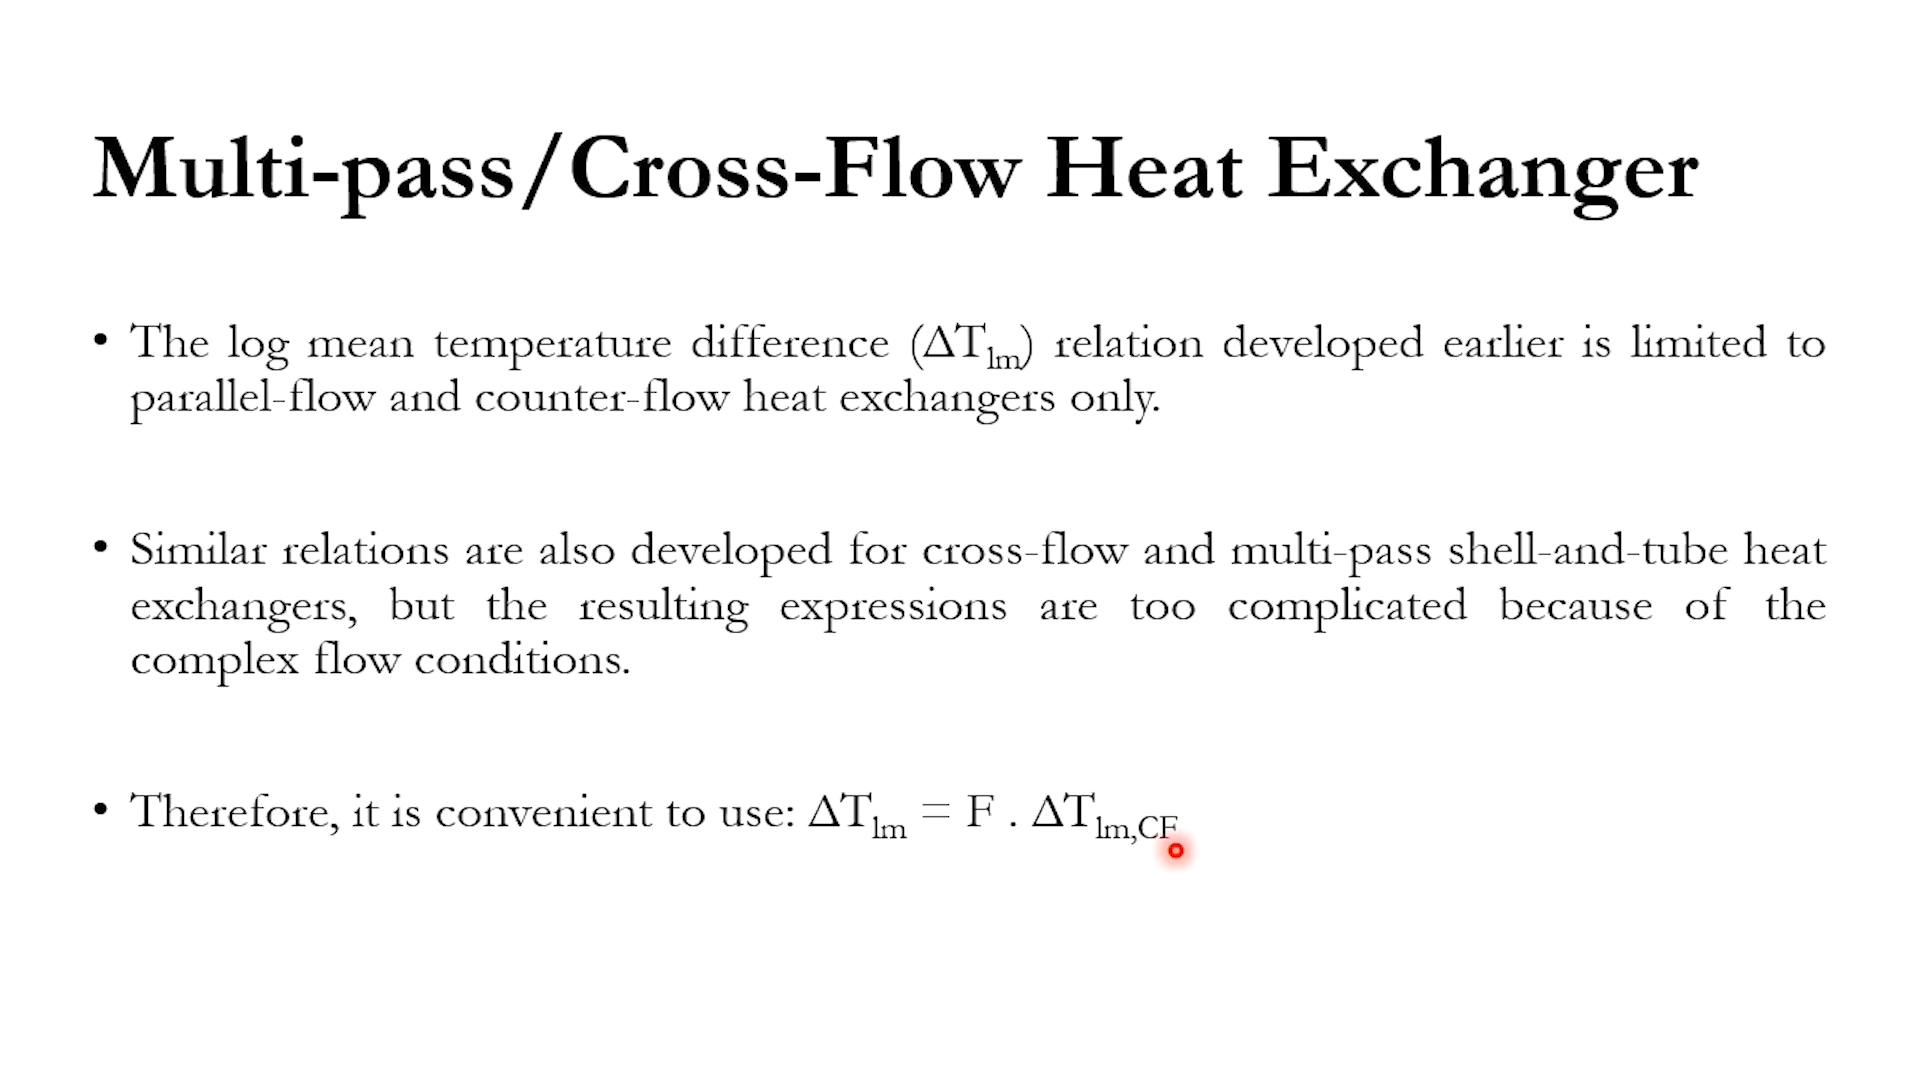 Multi-pass/Cross-Flow Heat Exchanger
• The log mean temperature difference (ΔTlm) relation developed earlier is limited to
parallel-flow and counter-flow heat exchangers only.
• Similar relations are also developed for cross-flow and multi-pass shell-and-tube heat
exchangers, but the resulting expressions are too complicated because of the
complex flow conditions.
• Therefore, it is convenient to use: ΔTlm = F . ΔTlm,CF